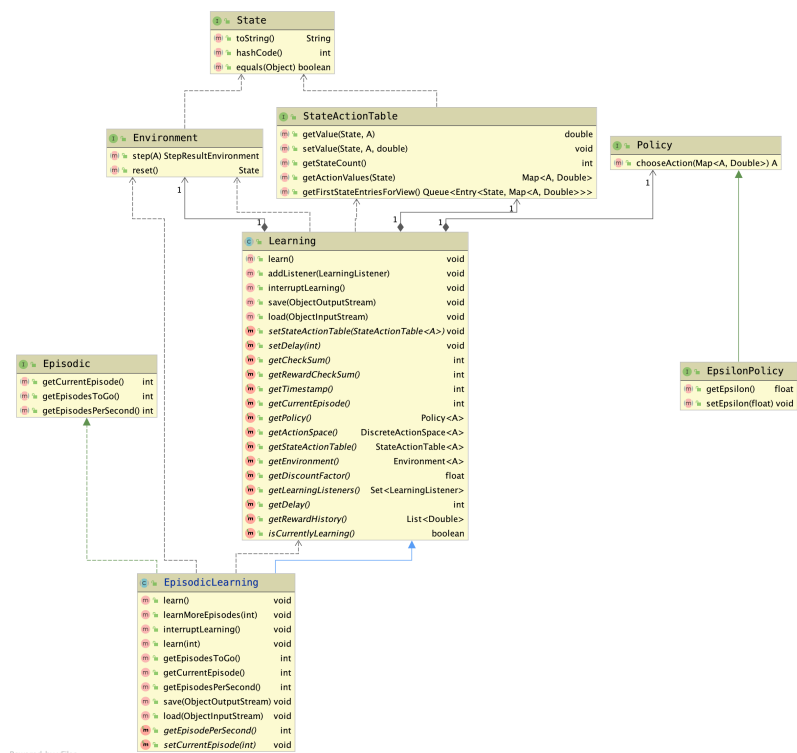 State
toString() String
hashCode() int
equals(Object) boolean
Environment
step(A) StepResultEnvironment
reset() State
StateActionTable
getValue(State, A) double
setValue(State, A, double) void
getStateCount() int
getActionValues(State) Map<A, Double>
getFirstStateEntriesForView() Queue<Entry<State, Map<A, Double>>>
Policy
chooseAction(Map<A, Double>) A
1
1
1
1
1
1
Learning
learn() void
addListener(LearningListener) void
interruptLearning() void
save(ObjectOutputStream) void
load(ObjectInputStream) void
setStateActionTable(StateActionTable<A>) void
setDelay(int) void
getCheckSum() int
getRewardCheckSum() int
getTimestamp() int
getCurrentEpisode() int
getPolicy() Policy<A>
getActionSpace() DiscreteActionSpace<A>
getStateActionTable() StateActionTable<A>
getEnvironment() Environment<A>
getDiscountFactor() float
getLearningListeners() Set<LearningListener>
getDelay() int
getRewardHistory() List<Double>
isCurrentlyLearning() boolean
Episodic
getCurrentEpisode() int
getEpisodesToGo() int
getEpisodesPerSecond() int
EpsilonPolicy
getEpsilon() float
setEpsilon(float) void
EpisodicLearning
learn() void
learnMoreEpisodes(int) void
interruptLearning() void
learn(int) void
getEpisodesToGo() int
getCurrentEpisode() int
getEpisodesPerSecond() int
save(ObjectOutputStream) void
load(ObjectInputStream) void
getEpisodePerSecond() int
setCurrentEpisode(int) void